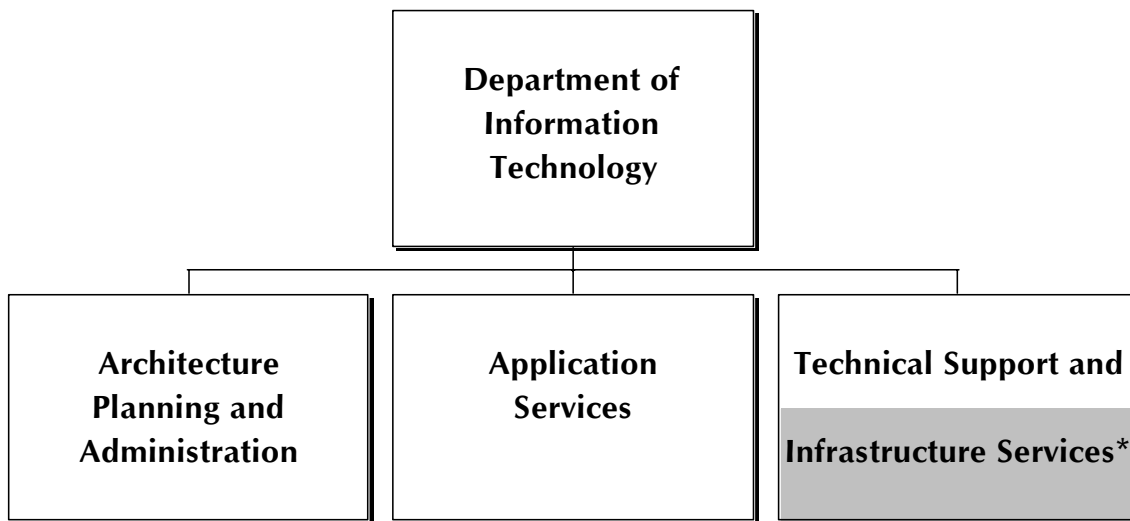 Department of
Information
Technology
Architecture
Planning and
Administration
Application
Services
Technical Support and
Infrastructure Services*